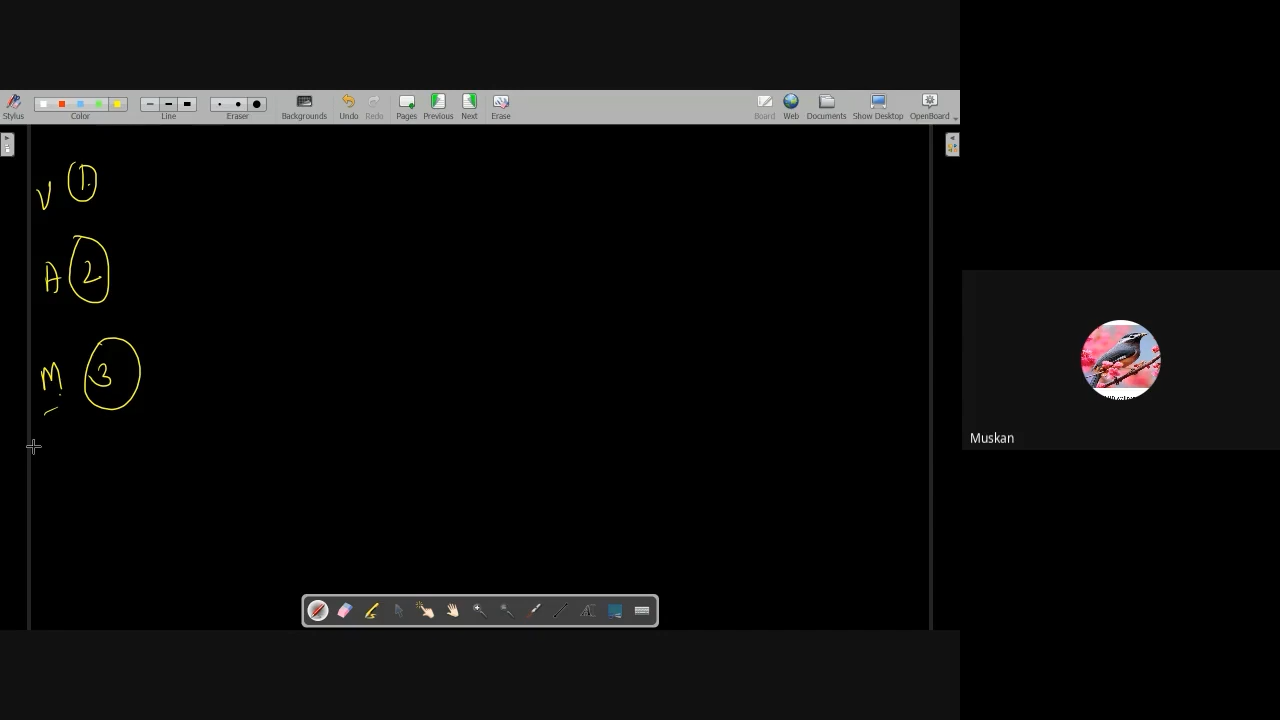 Stylus Color Line Eraser Backgrounds Undo Redo Pages Previous Next Erase Board Web Documents Show Desktop OpenBoard
V 1.
A 2
M 3
Muskan